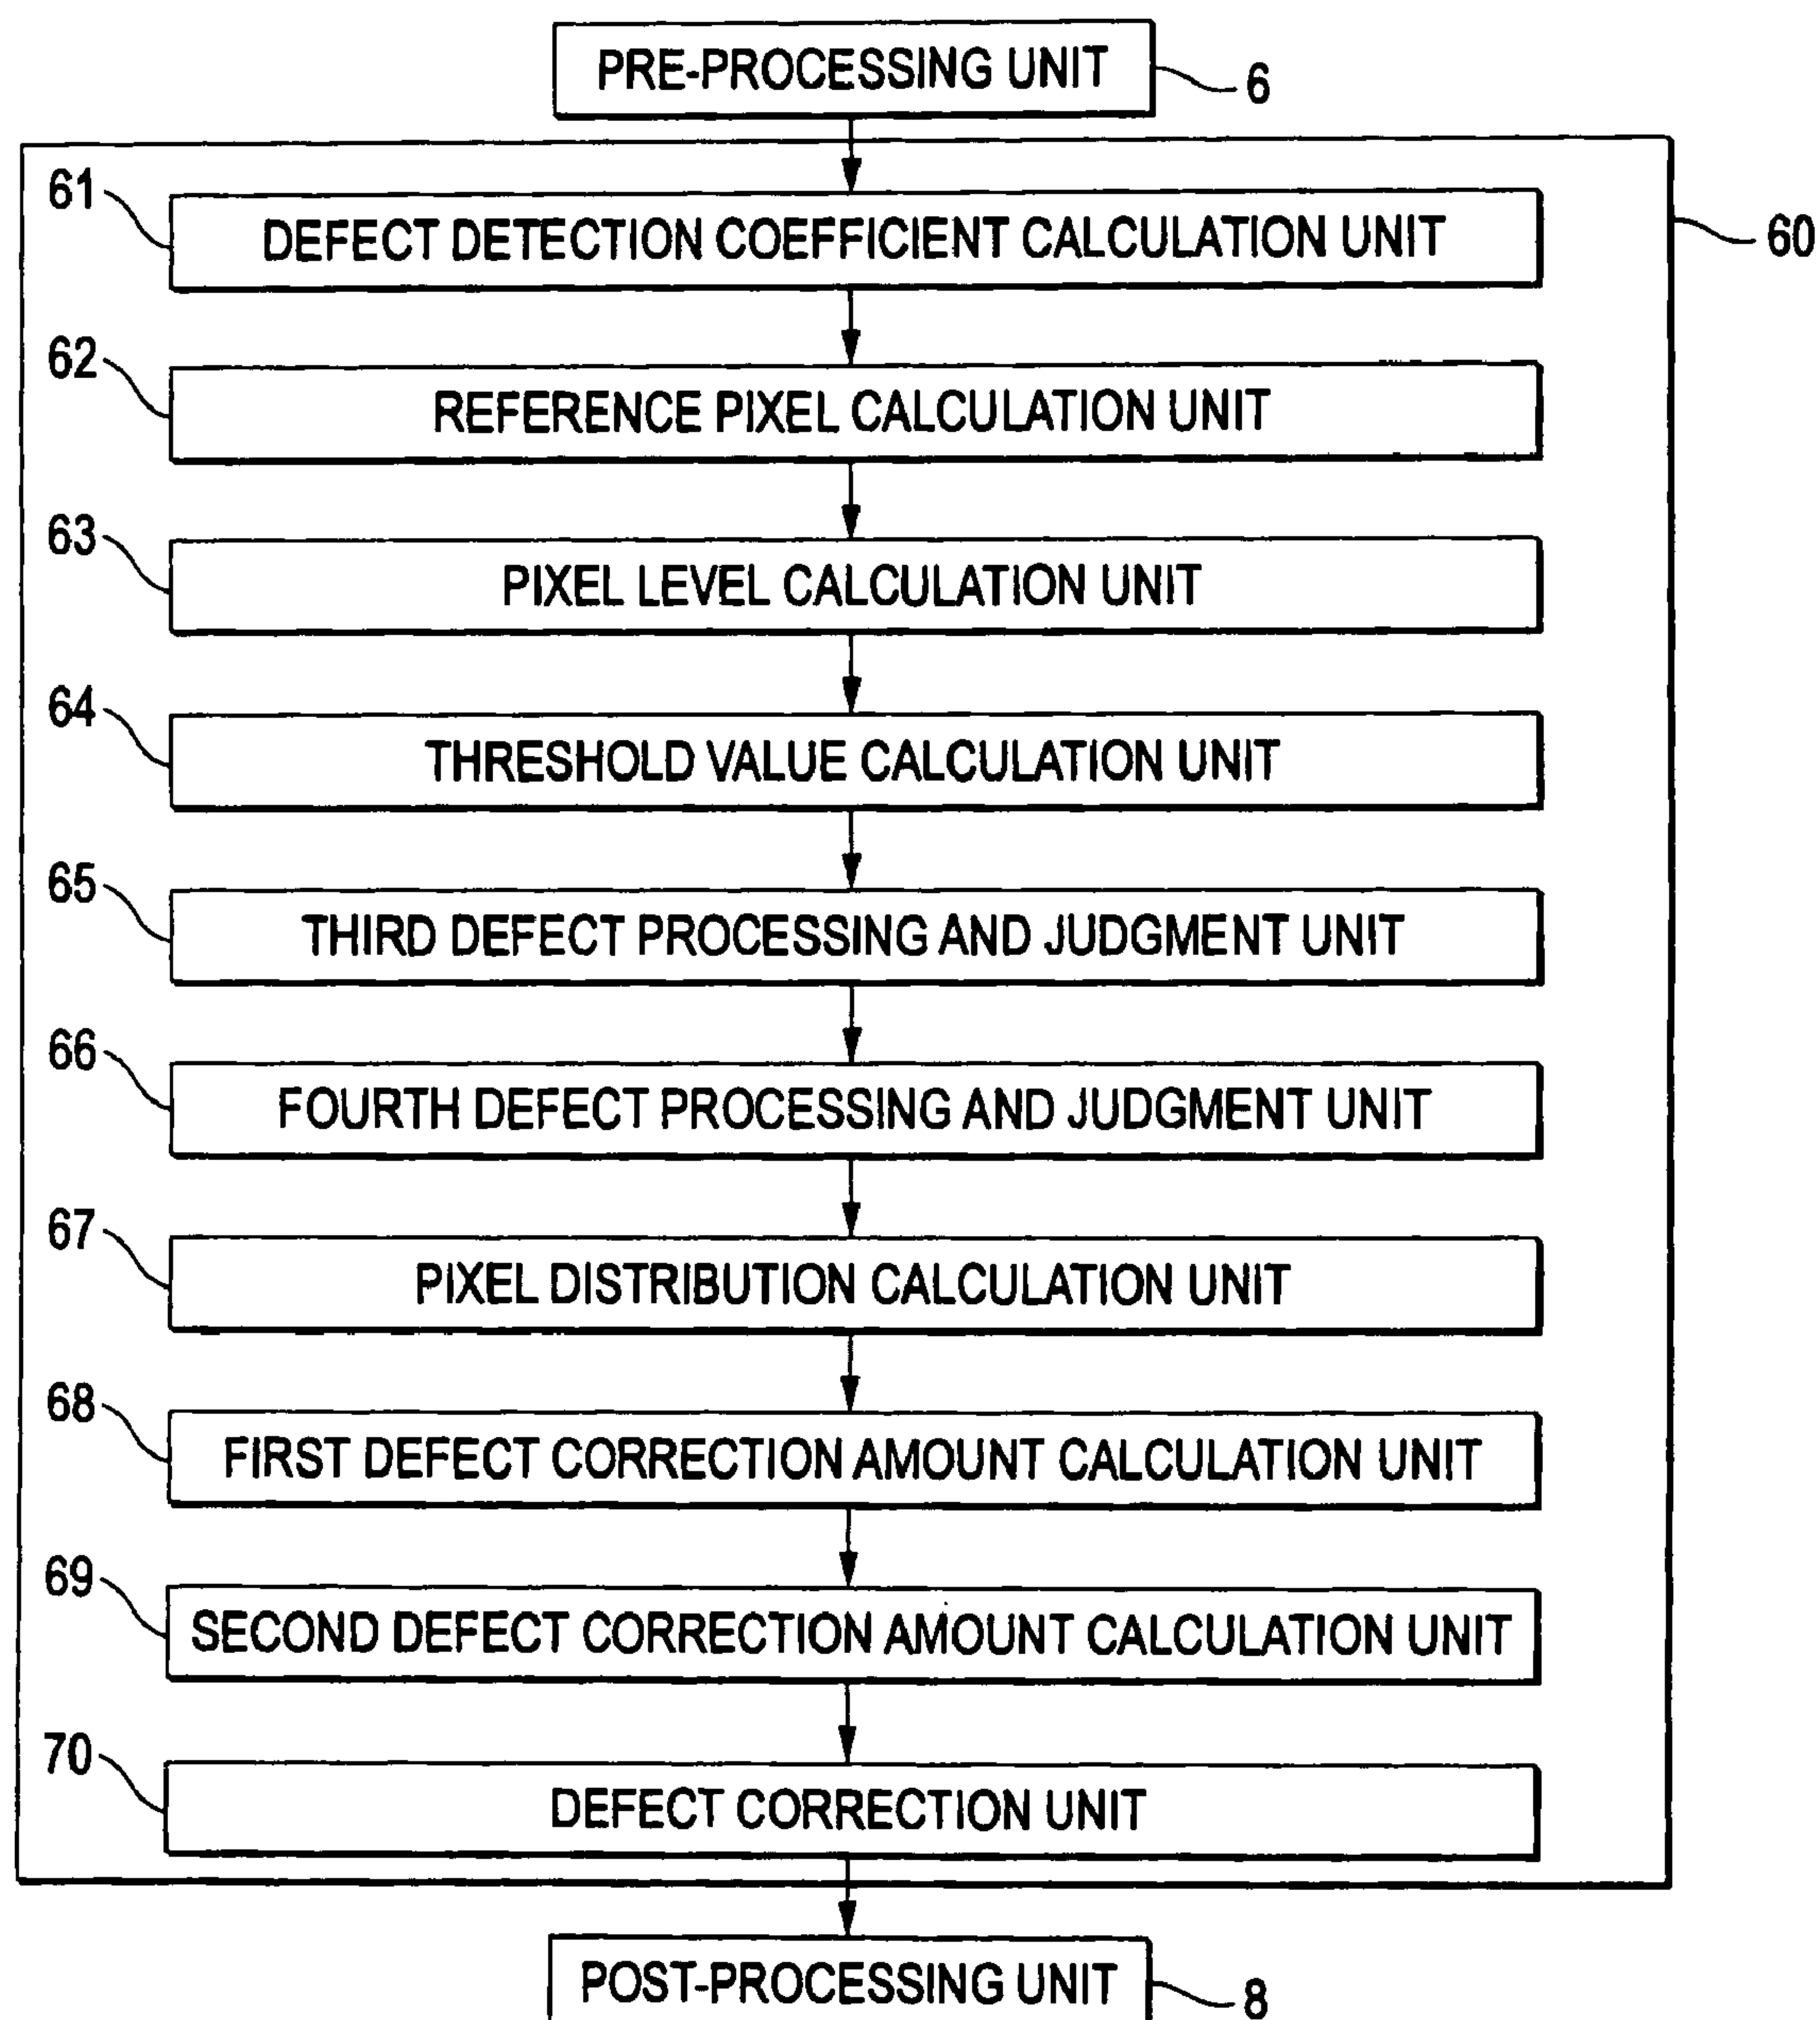 PRE-PROCESSING UNIT
6
60
61
DEFECT DETECTION COEFFICIENT CALCULATION UNIT
62
REFERENCE PIXEL CALCULATION UNIT
63
PIXEL LEVEL CALCULATION UNIT
64
THRESHOLD VALUE CALCULATION UNIT
65
THIRD DEFECT PROCESSING AND JUDGMENT UNIT
66
FOURTH DEFECT PROCESSING AND JUDGMENT UNIT
67
PIXEL DISTRIBUTION CALCULATION UNIT
68
FIRST DEFECT CORRECTION AMOUNT CALCULATION UNIT
69
SECOND DEFECT CORRECTION AMOUNT CALCULATION UNIT
70
DEFECT CORRECTION UNIT
POST-PROCESSING UNIT
8